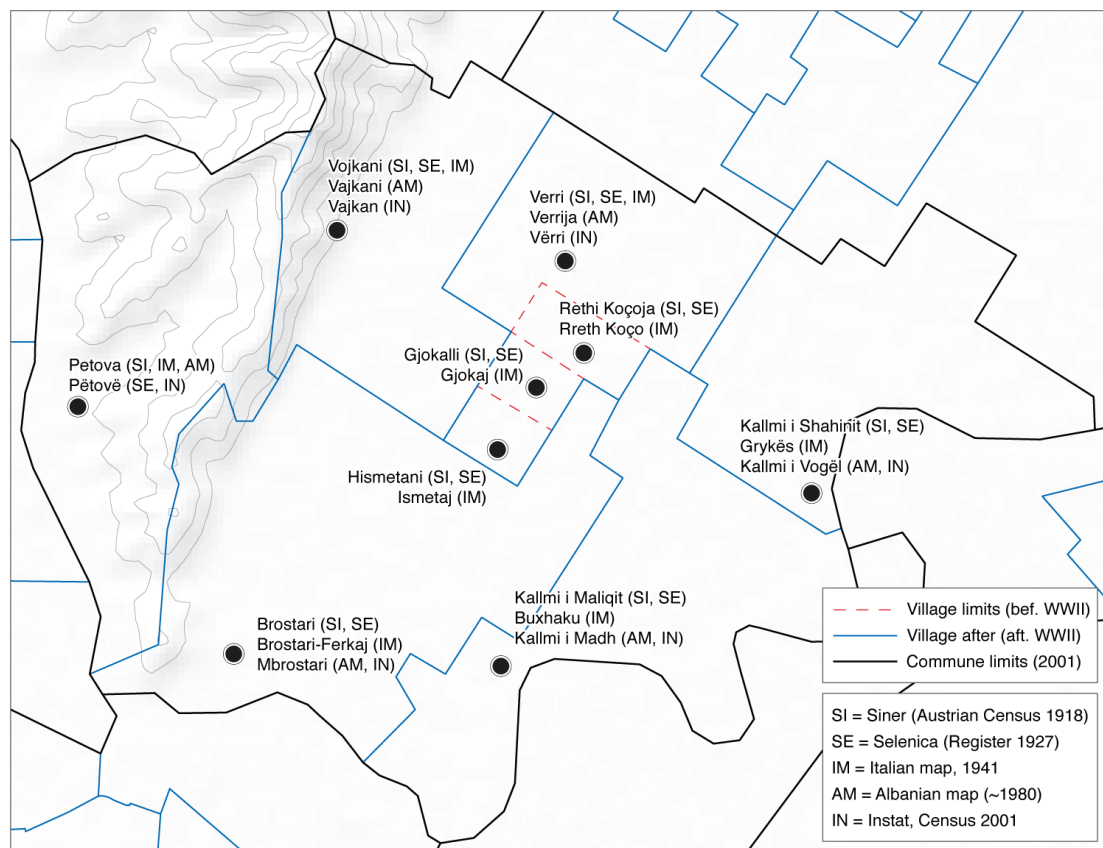 Vojkani (SI, SE, IM)
Vajkani (AM)
Vajkan (IN)
Verri (SI, SE, IM)
Verrija (AM)
Vërri (IN)
Rethi Koçoja (SI, SE)
Rreth Koço (IM)
Gjokalli (SI, SE)
Gjokaj (IM)
Petova (SI, IM, AM)
Pëtovë (SE, IN)
Kallmi i Shahinit (SI, SE)
Grykës (IM)
Kallmi i Vogël (AM, IN)
Hismetani (SI, SE)
Ismetaj (IM)
Kallmi i Maliqit (SI, SE)
Buxhaku (IM)
Kallmi i Madh (AM, IN)
Brostari (SI, SE)
Brostari-Ferkaj (IM)
Mbrostari (AM, IN)
Village limits (bef. WWII)
Village after (aft. WWII)
Commune limits (2001)
SI = Siner (Austrian Census 1918)
SE = Selenica (Register 1927)
IM = Italian map, 1941
AM = Albanian map (~1980)
IN = Instat, Census 2001